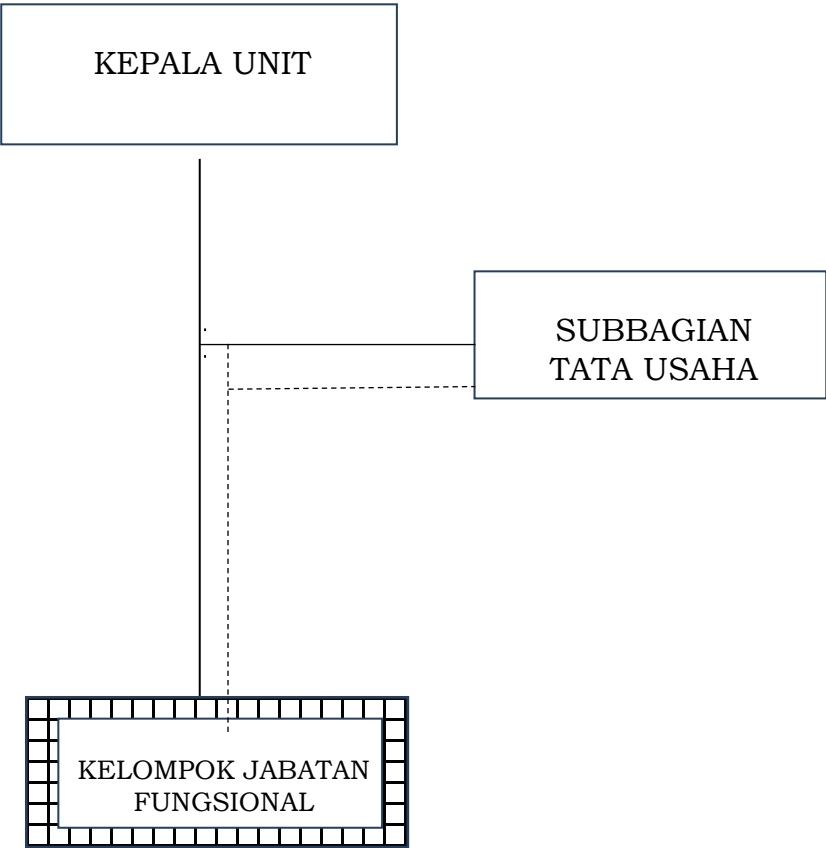 KEPALA UNIT
SUBBAGIAN
TATA USAHA
KELOMPOK JABATAN
FUNGSIONAL